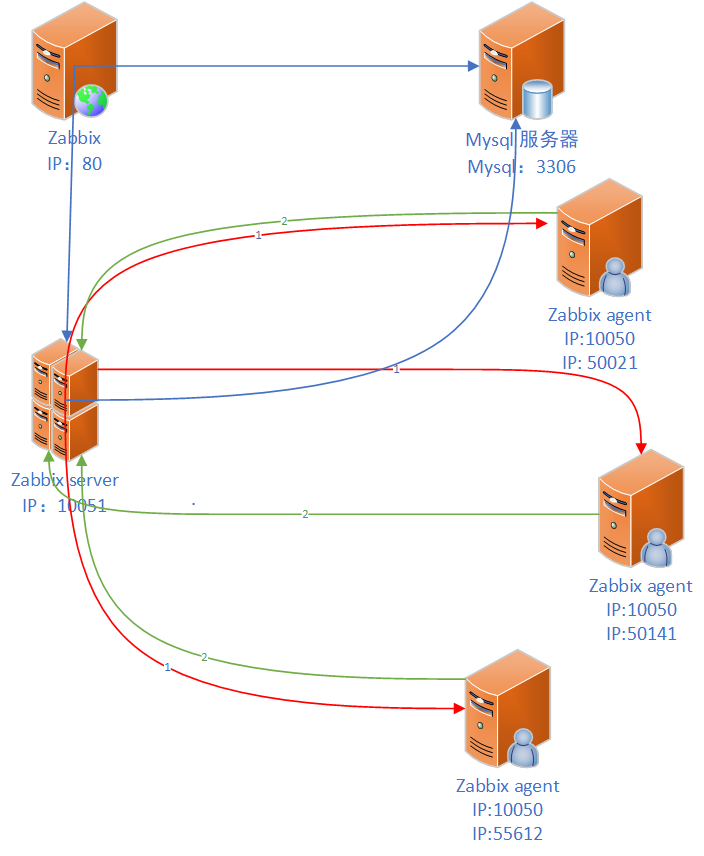 Zabbix
IP：80
Mysql 服务器
Mysql：3306
2
1
Zabbix agent
IP:10050
IP: 50021
1
Zabbix server
IP：10051
2
Zabbix agent
IP:10050
IP:50141
2
1
Zabbix agent
IP:10050
IP:55612